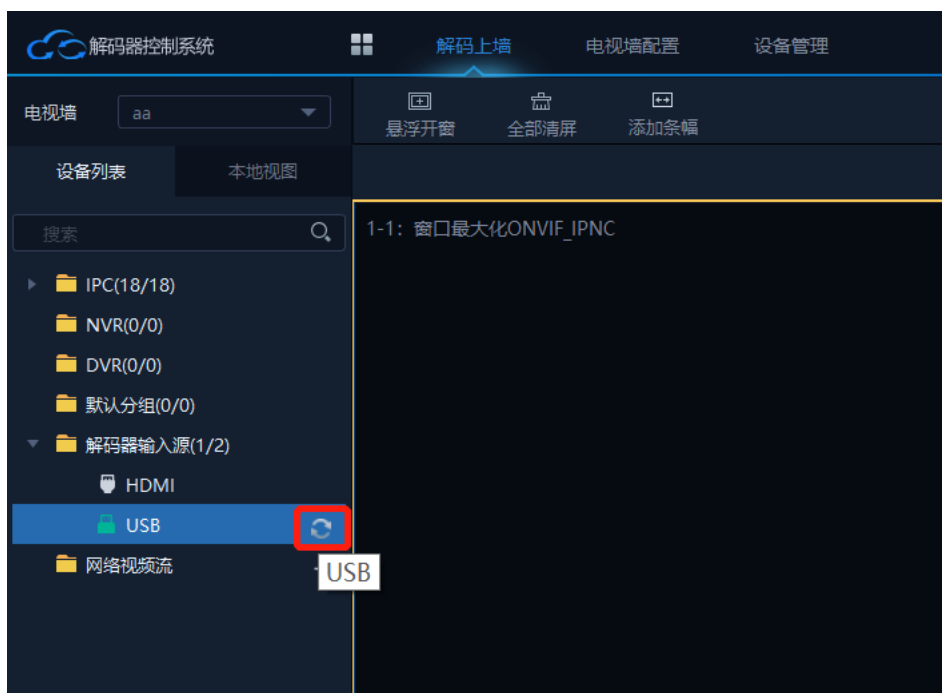 解码器控制系统 解码上墙 电视墙配置 设备管理
电视墙 aa
悬浮开窗 全部清屏 添加条幅
设备列表 本地视图
搜索
1-1：窗口最大化ONVIF_IPNC
IPC(18/18)
NVR(0/0)
DVR(0/0)
默认分组(0/0)
解码器输入源(1/2)
HDMI
USB
网络视频流
USB